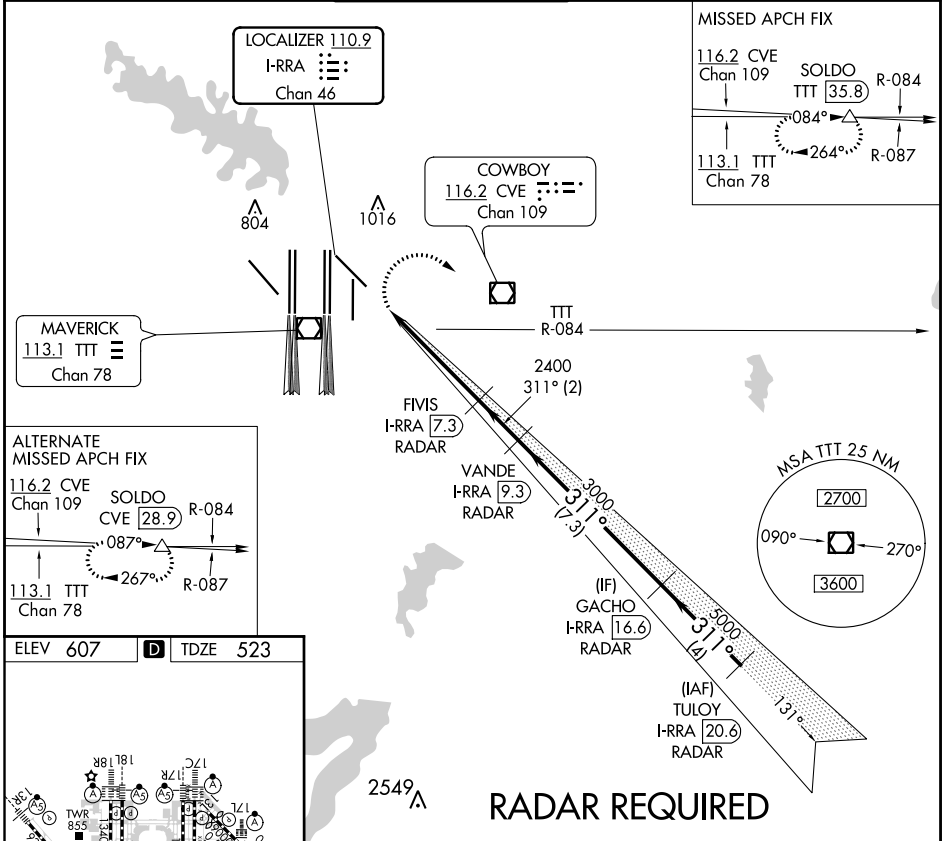 LOCALIZER 110.9
I-RRA
Chan 46
MISSED APCH FIX
116.2 CVE
Chan 109
SOLDO
TTT 35.8
R-084
084°
264°
R-087
113.1 TTT
Chan 78
COWBOY
116.2 CVE
Chan 109
804
1016
MAVERICK
113.1 TTT
Chan 78
TTT
R-084
2400
311° (2)
FIVIS
I-RRA 7.3
RADAR
VANDE
I-RRA 9.3
RADAR
3000
311°
(7.3)
(IF)
GACHO
I-RRA 16.6
RADAR
5000
311°
(4)
(IAF)
TULOY
I-RRA 20.6
RADAR
131°
MSA TTT 25 NM
2700
090°
270°
3600
ALTERNATE
MISSED APCH FIX
116.2 CVE
Chan 109
SOLDO
CVE 28.9
R-084
087°
267°
R-087
113.1 TTT
Chan 78
ELEV 607 D TDZE 523
18R
18L
17R
17C
13R
17L
A
A5
A5
A
A
A5
P
P
P
A
TWR
855
2549
RADAR REQUIRED